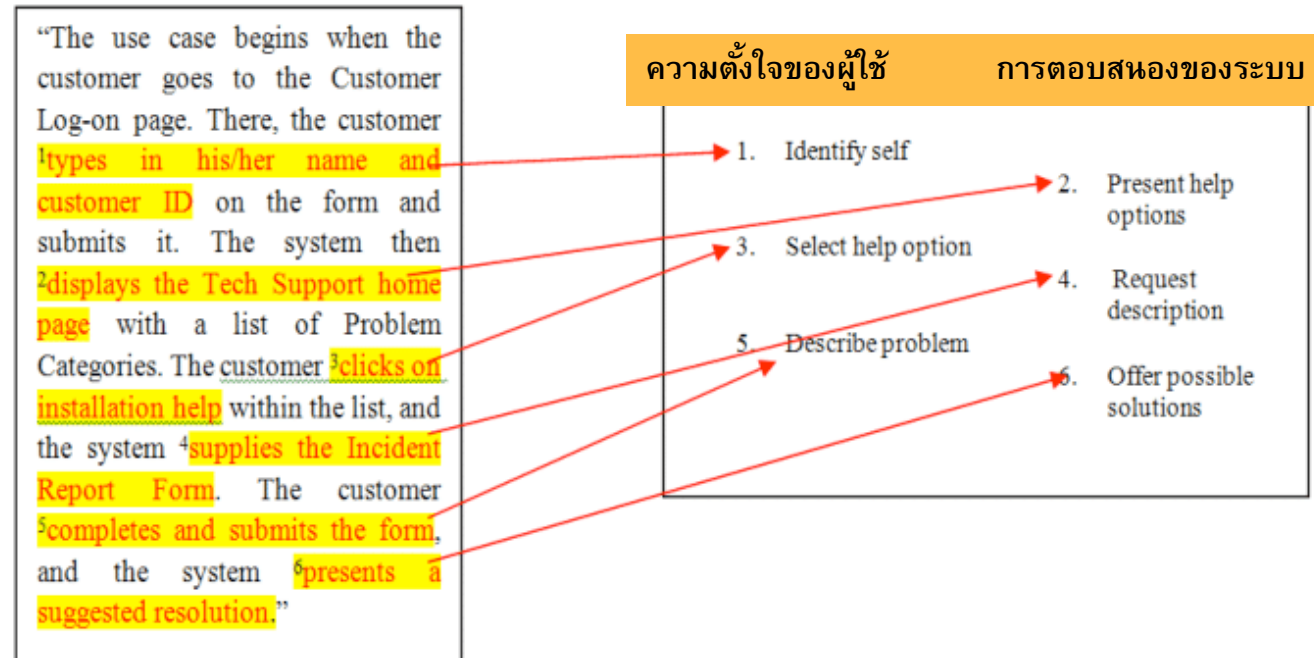 “The use case begins when the
customer goes to the Customer
Log-on page. There, the customer
¹types in his/her name and
customer ID on the form and
submits it. The system then
²displays the Tech Support home
page with a list of Problem
Categories. The customer ³clicks on
installation help within the list, and
the system ⁴supplies the Incident
Report Form. The customer
⁵completes and submits the form,
and the system ⁶presents a
suggested resolution.”
ความตั้งใจของผู้ใช้ การตอบสนองของระบบ
1. Identify self
2. Present help
options
3. Select help option
4. Request
description
5. Describe problem
6. Offer possible
solutions